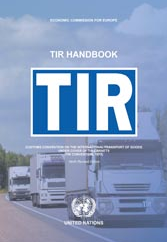 ECONOMIC COMMISSION FOR EUROPE
TIR HANDBOOK
TIR
CUSTOMS CONVENTION ON THE INTERNATIONAL TRANSPORT OF GOODS
UNDER COVER OF TIR CARNETS
(TIR CONVENTION, 1975)
UNITED NATIONS